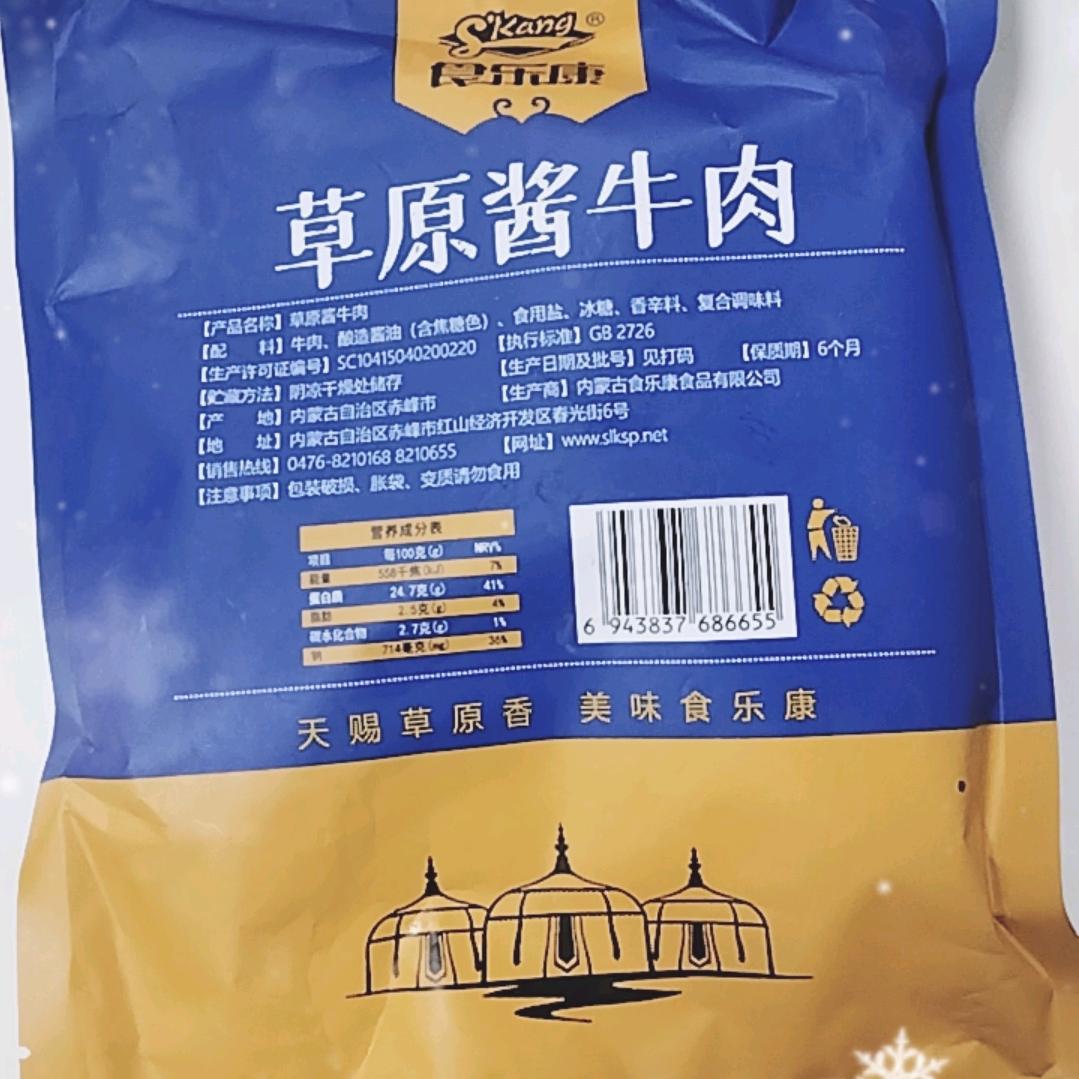 S'Kang ®
食乐康
草原酱牛肉
【产品名称】草原酱牛肉
【配 料】牛肉、酿造酱油（含焦糖色）、食用盐、冰糖、香辛料、复合调味料
【生产许可证编号】SC10415040200220 【执行标准】GB 2726
【贮藏方法】阴凉干燥处储存 【生产日期及批号】见打码 【保质期】6个月
【产 地】内蒙古自治区赤峰市 【生产商】内蒙古食乐康食品有限公司
【地 址】内蒙古自治区赤峰市红山经济开发区春光街6号
【销售热线】0476-8210168 8210655 【网址】www.slksp.net
【注意事项】包装破损、胀袋、变质请勿食用
营养成分表
项目 每100克(g) NRV%
能量 558千焦(kJ) 7%
蛋白质 24.7克(g) 41%
脂肪 2.5克(g) 4%
碳水化合物 2.7克(g) 1%
钠 714毫克(mg) 36%
6 943837 686655
天赐草原香 美味食乐康